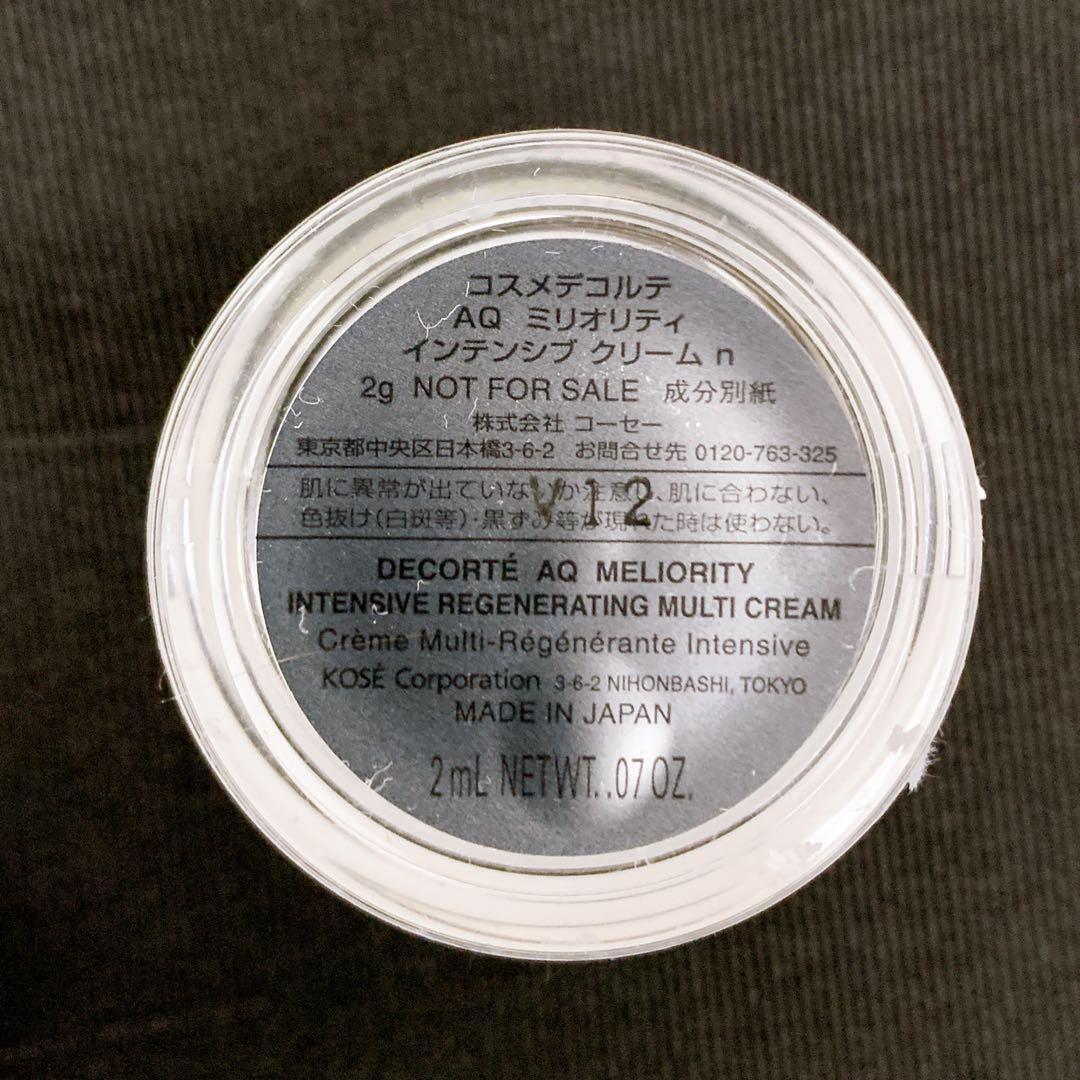 コスメデコルテ
AQ ミリオリティ
インテンシブ クリーム n
2g NOT FOR SALE 成分別紙
株式会社 コーセー
東京都中央区日本橋3-6-2 お問合せ先 0120-763-325
肌に異常が出ていないか注意し、肌に合わない、
色抜け(白斑等)・黒ずみ等が現れた時は使わない。
V12
DECORTÉ AQ MELIORITY
INTENSIVE REGENERATING MULTI CREAM
Crème Multi-Régénérante Intensive
KOSÉ Corporation 3-6-2 NIHONBASHI, TOKYO
MADE IN JAPAN
2 mL NET WT. .07 OZ.